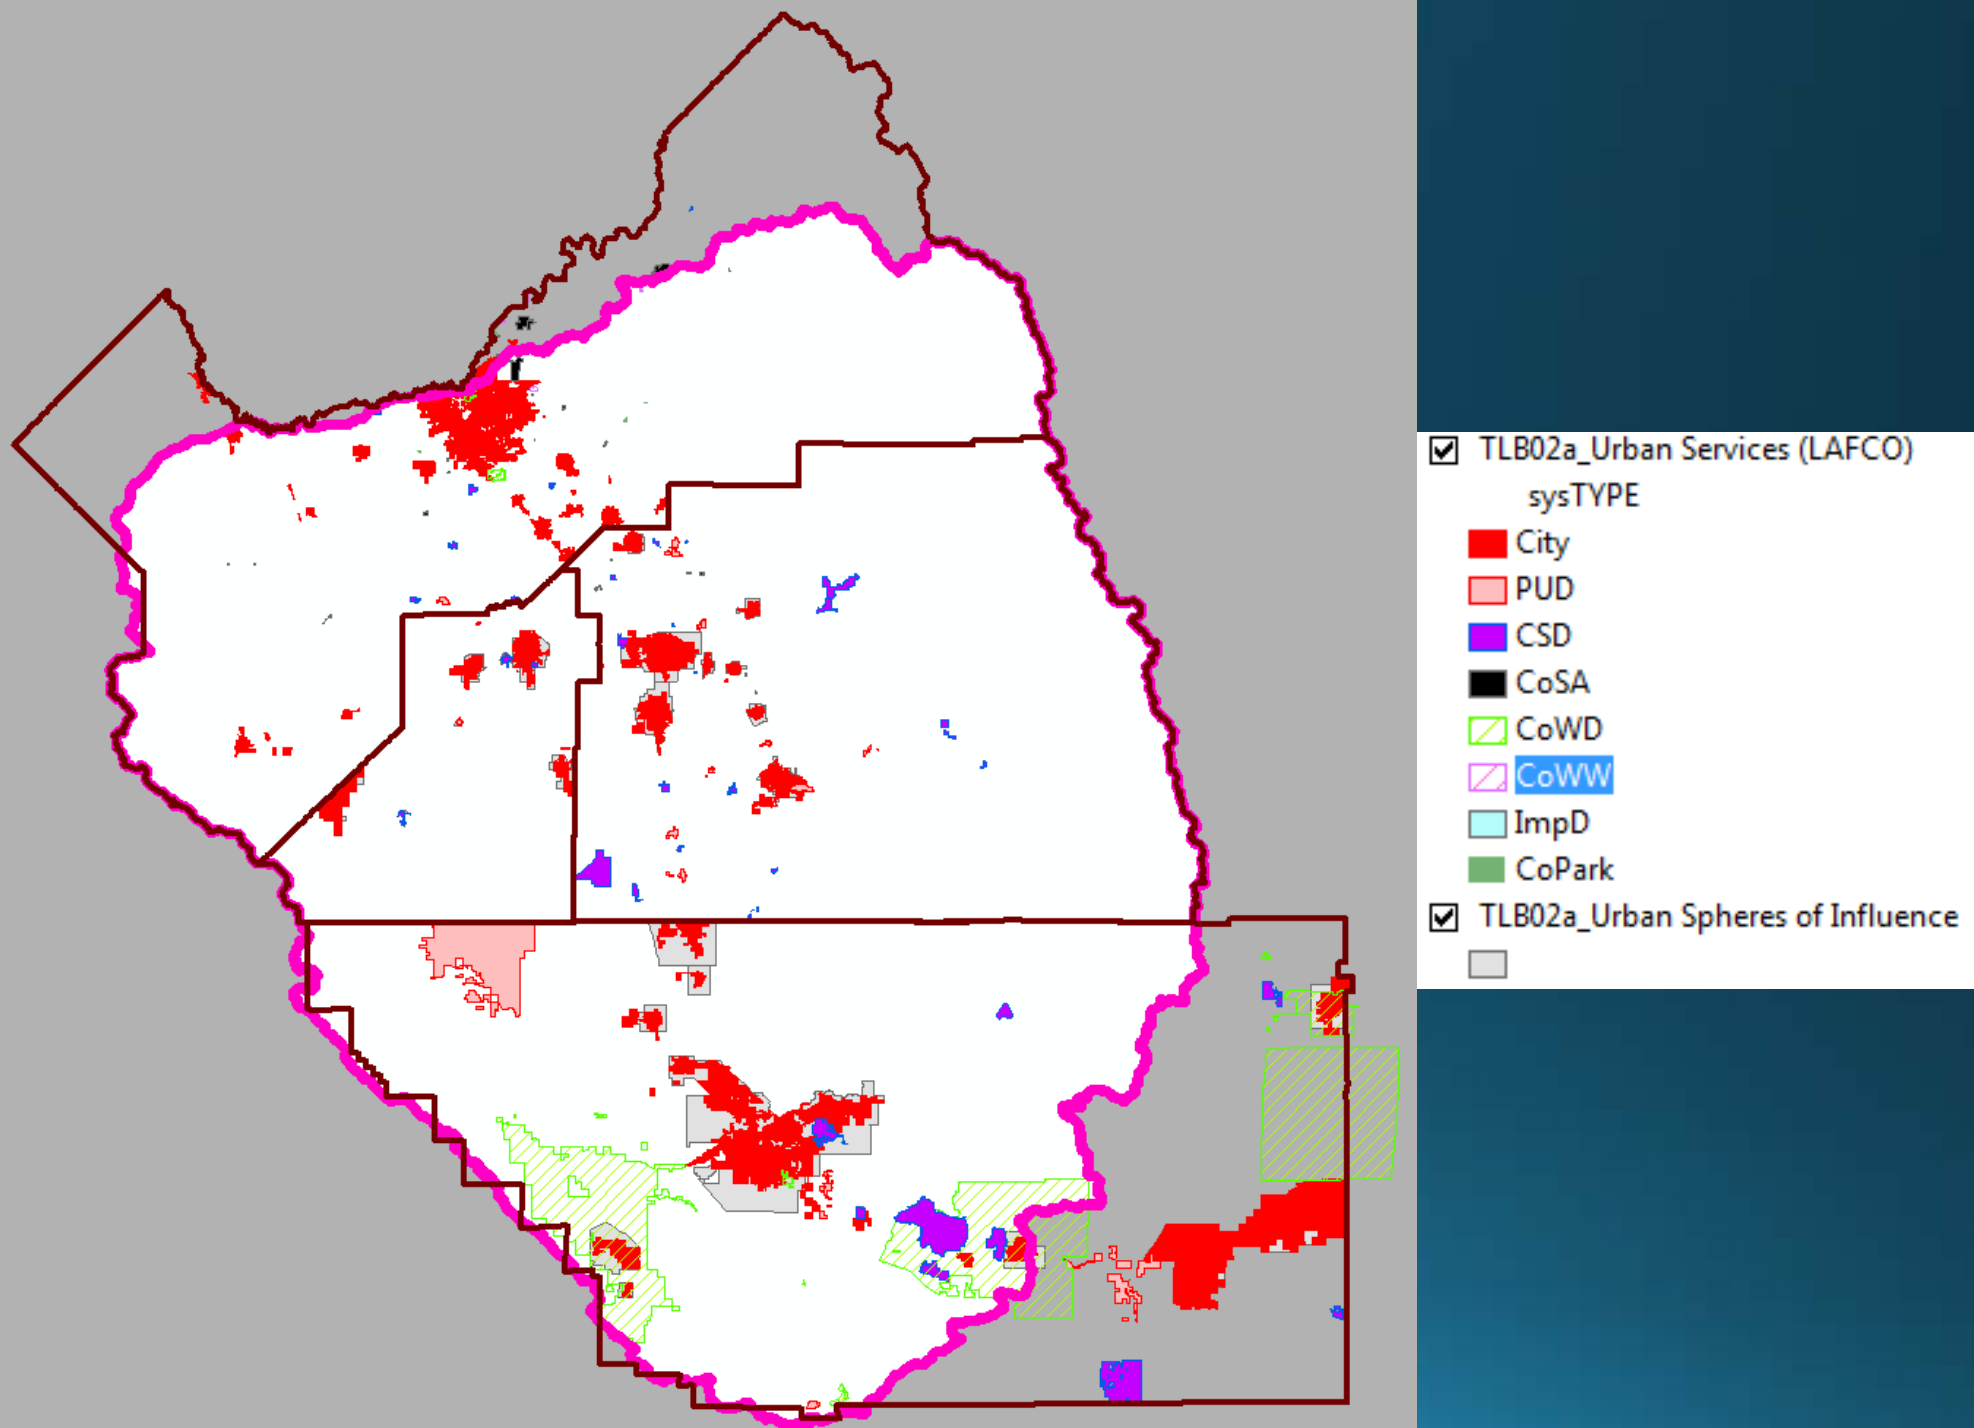 TLB02a_Urban Services (LAFCO)
sysTYPE
City
PUD
CSD
CoSA
CoWD
CoWW
ImpD
CoPark
TLB02a_Urban Spheres of Influence